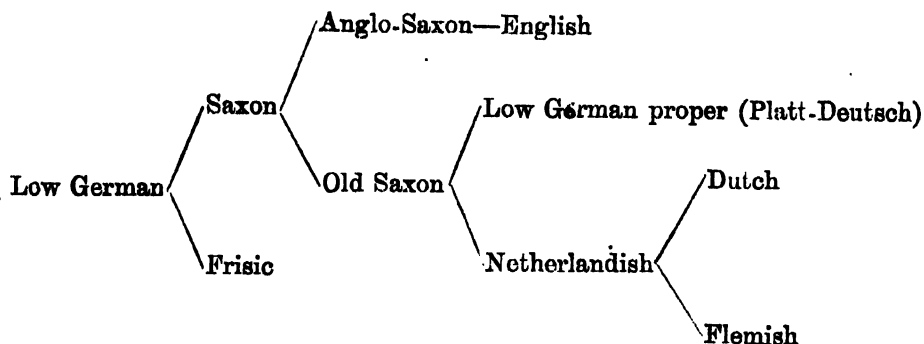 Anglo-Saxon—English
Saxon
Low German proper (Platt-Deutsch)
Low German
Old Saxon
Dutch
Frisic
Netherlandish
Flemish